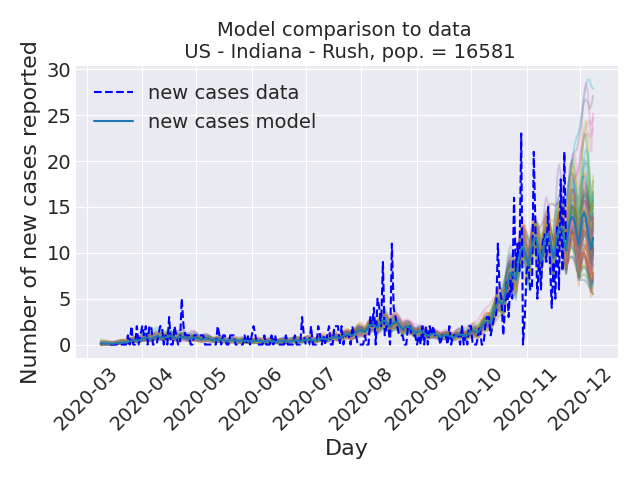 Model comparison to data
US - Indiana - Rush, pop. = 16581
Number of new cases reported
30
25
20
15
10
5
0
new cases data
new cases model
2020-03
2020-04
2020-05
2020-06
2020-07
2020-08
2020-09
2020-10
2020-11
2020-12
Day